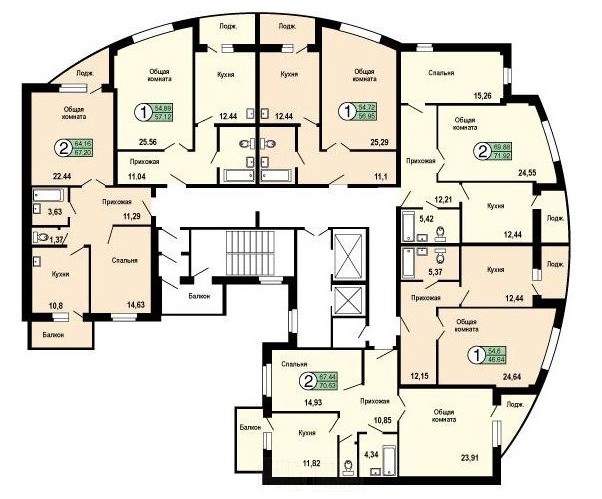 Лодж.
Лодж.
Лодж.
Общая
комната
25.56
1
54,89
57,12
Кухня
12.44
Кухня
12.44
Общая
комната
1
54,72
56,95
25,29
Спальня
15,26
Общая
комната
2
64,16
67,20
22.44
Прихожая
11.04
11,1
Общая
комната
2
69,88
71,92
24,55
Прихожая
12,21
Кухня
12,44
Лодж.
3,63
Прихожая
11,29
1,37
Кухня
10,8
Спальня
14,63
Балкон
Балкон
5,42
5,37
Кухня
12,44
Лодж.
Прихожая
12,15
Общая
комната
1
54,6
46,64
24,64
Спальня
2
67,44
70,63
14,93
Прихожая
10,85
Общая
комната
23,91
Лодж.
Балкон
Кухня
11,82
4,34